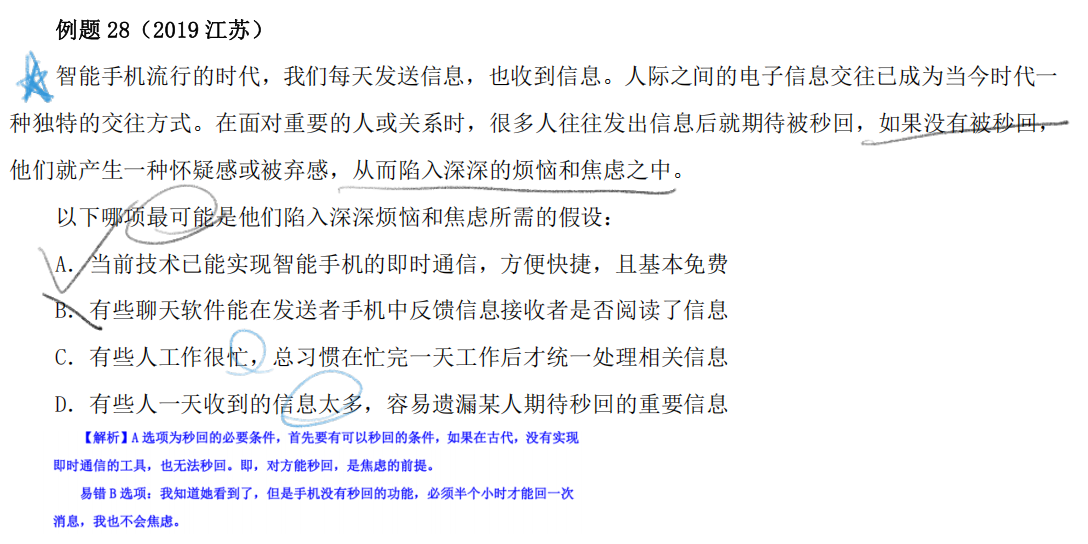 例题 28（2019 江苏）
智能手机流行的时代，我们每天发送信息，也收到信息。人际之间的电子信息交往已成为当今时代一
种独特的交往方式。在面对重要的人或关系时，很多人往往发出信息后就期待被秒回，如果没有被秒回，
他们就产生一种怀疑感或被弃感，从而陷入深深的烦恼和焦虑之中。
以下哪项最可能是他们陷入深深烦恼和焦虑所需的假设：
A．当前技术已能实现智能手机的即时通信，方便快捷，且基本免费
B．有些聊天软件能在发送者手机中反馈信息接收者是否阅读了信息
C．有些人工作很忙，总习惯在忙完一天工作后才统一处理相关信息
D．有些人一天收到的信息太多，容易遗漏某人期待秒回的重要信息
【解析】A 选项为秒回的必要条件，首先要有可以秒回的条件，如果在古代，没有实现
即时通信的工具，也无法秒回。即，对方能秒回，是焦虑的前提。
易错 B 选项：我知道她看到了，但是手机没有秒回的功能，必须半个小时才能回一次
消息，我也不会焦虑。